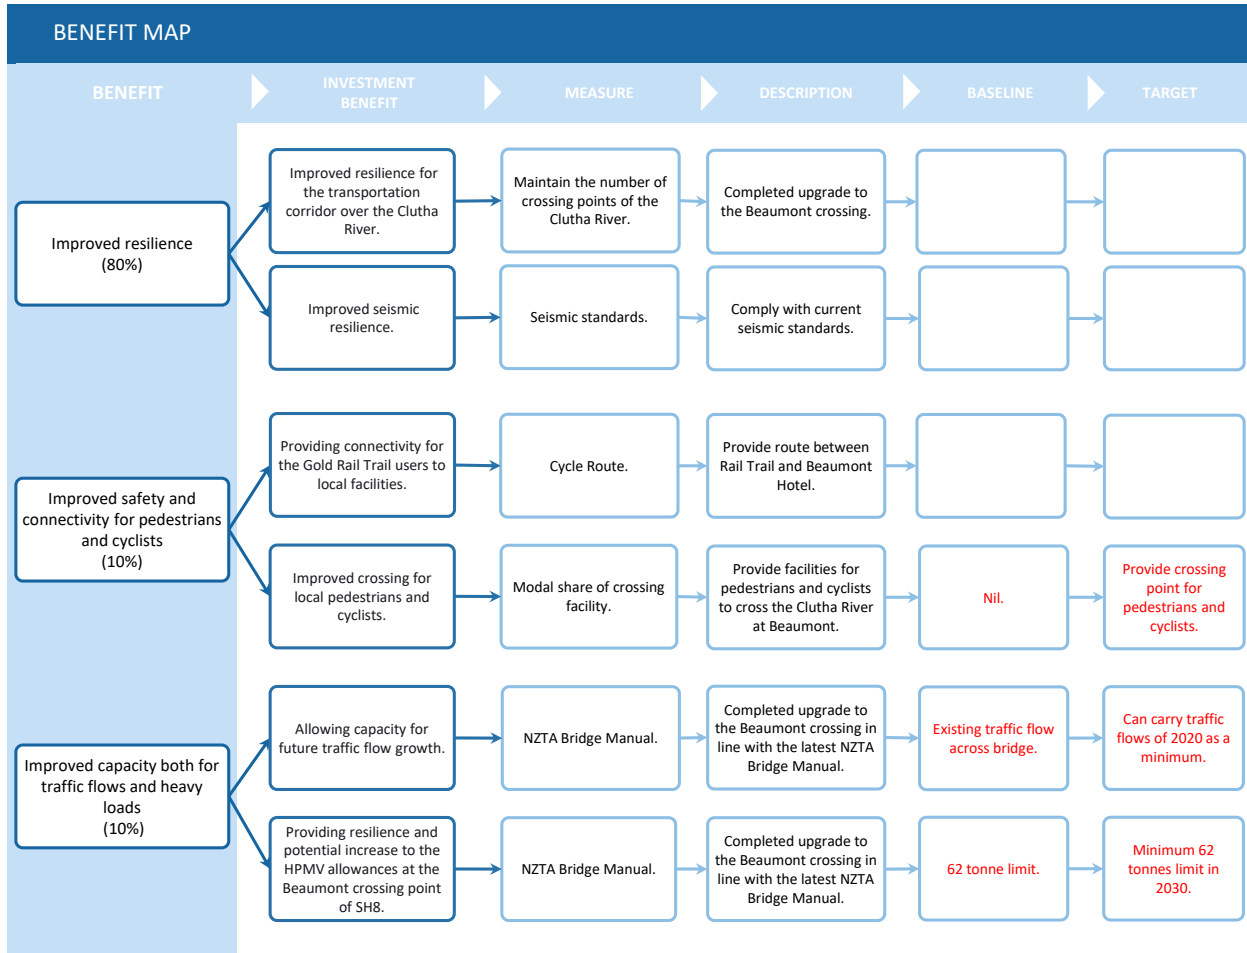 BENEFIT MAP
BENEFIT
INVESTMENT
BENEFIT
MEASURE
DESCRIPTION
BASELINE
TARGET
Improved resilience
(80%)
Improved resilience for
the transportation
corridor over the Clutha
River.
Maintain the number of
crossing points of the
Clutha River.
Completed upgrade to
the Beaumont crossing.
Improved seismic
resilience.
Seismic standards.
Comply with current
seismic standards.
Improved safety and
connectivity for pedestrians
and cyclists
(10%)
Providing connectivity for
the Gold Rail Trail users to
local facilities.
Cycle Route.
Provide route between
Rail Trail and Beaumont
Hotel.
Improved crossing for
local pedestrians and
cyclists.
Modal share of crossing
facility.
Provide facilities for
pedestrians and cyclists
to cross the Clutha River
at Beaumont.
Nil.
Provide crossing
point for
pedestrians and
cyclists.
Improved capacity both for
traffic flows and heavy
loads
(10%)
Allowing capacity for
future traffic flow growth.
NZTA Bridge Manual.
Completed upgrade to
the Beaumont crossing in
line with the latest NZTA
Bridge Manual.
Existing traffic flow
across bridge.
Can carry traffic
flows of 2020 as a
minimum.
Providing resilience and
potential increase to the
HPMV allowances at the
Beaumont crossing point
of SH8.
NZTA Bridge Manual.
Completed upgrade to
the Beaumont crossing in
line with the latest NZTA
Bridge Manual.
62 tonne limit.
Minimum 62
tonnes limit in
2030.